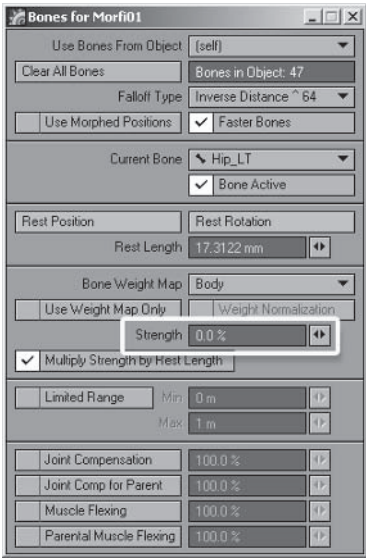 Bones for Morfi01
Use Bones From Object (self)
Clear All Bones Bones in Object: 47
Falloff Type Inverse Distance ^ 64
Use Morphed Positions Faster Bones
Current Bone Hip_LT
Bone Active
Rest Position Rest Rotation
Rest Length 17.3122 mm
Bone Weight Map Body
Use Weight Map Only Weight Normalization
Strength 0.0 %
Multiply Strength by Rest Length
Limited Range Min 0 m
Max 1 m
Joint Compensation 100.0 %
Joint Comp for Parent 100.0 %
Muscle Flexing 100.0 %
Parental Muscle Flexing 100.0 %